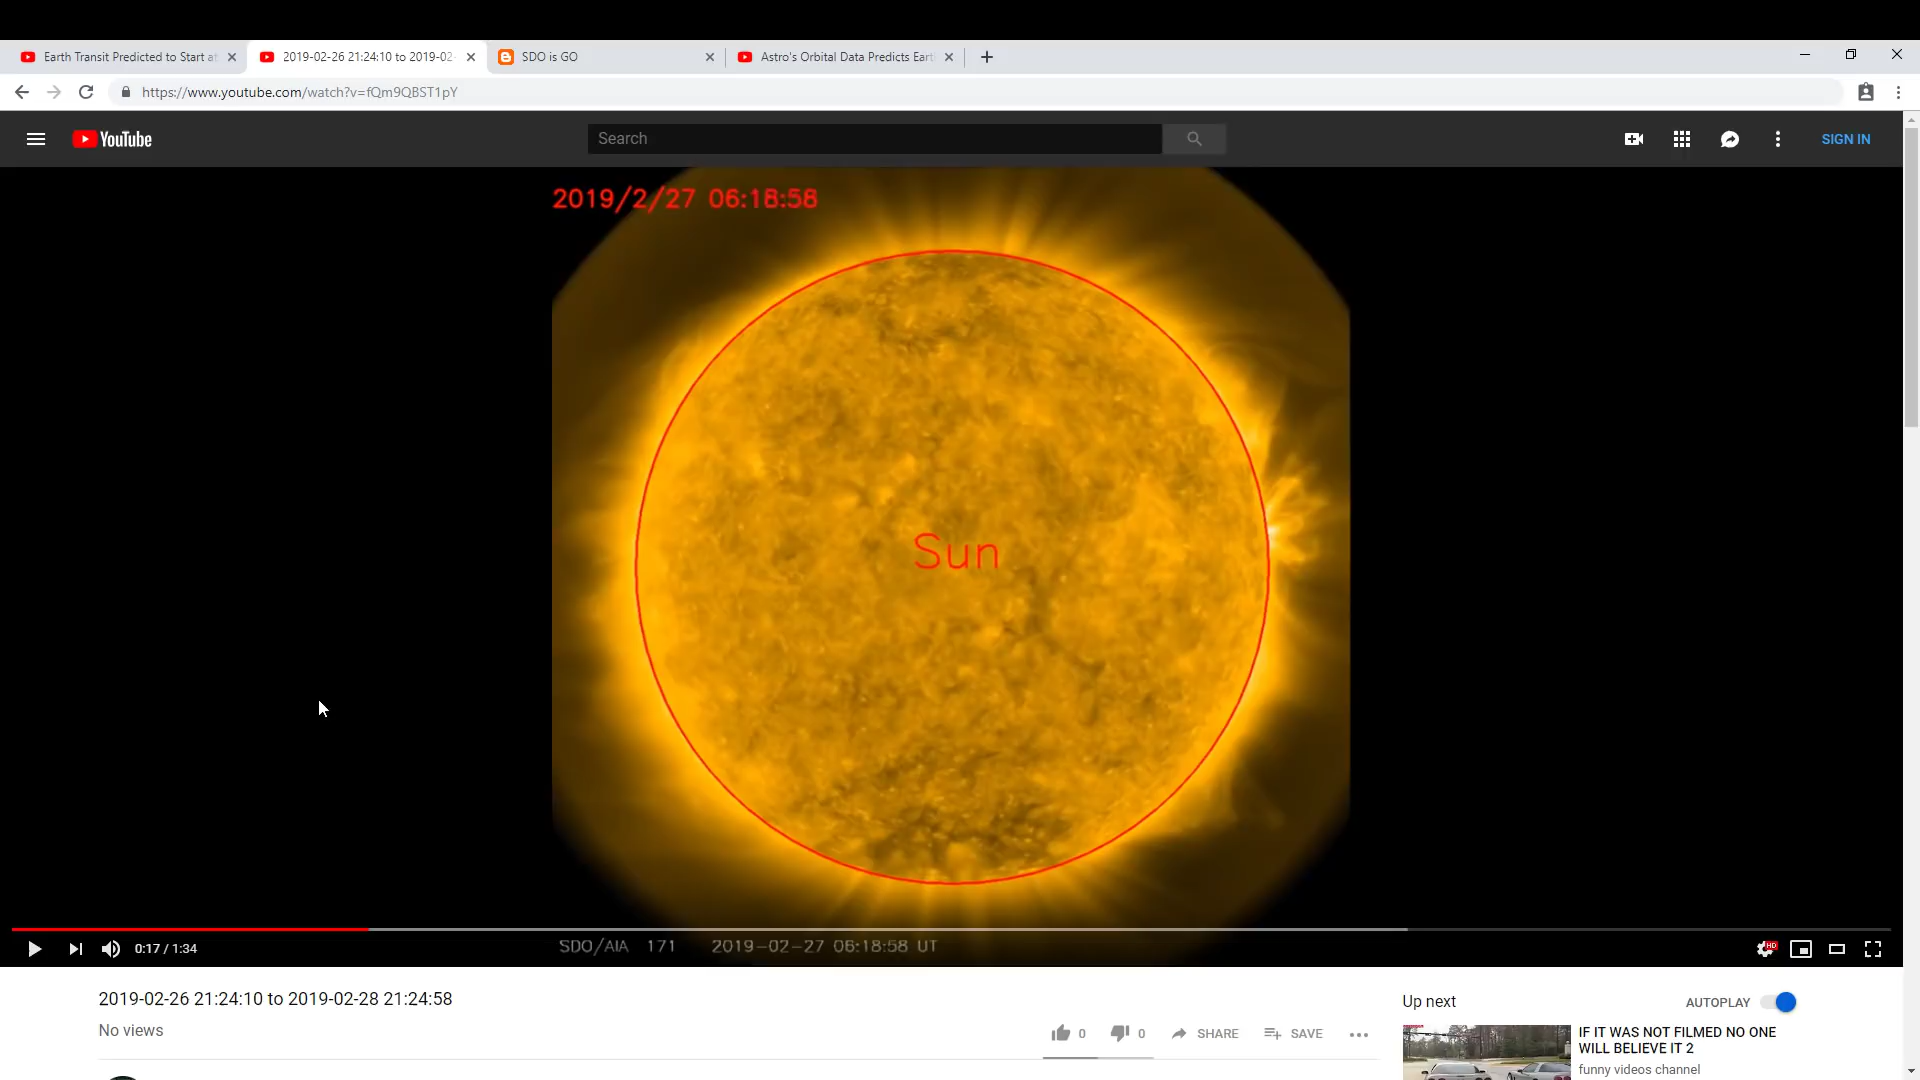 Earth Transit Predicted to Start at
2019-02-26 21:24:10 to 2019-02-
SDO is GO
Astro's Orbital Data Predicts Eart
https://www.youtube.com/watch?v=fQm9QBST1pY
YouTube
Search
SIGN IN
2019/2/27 06:18:58
Sun
0:17 / 1:34
SDO/AIA 171 2019-02-27 06:18:58 UT
HD
2019-02-26 21:24:10 to 2019-02-28 21:24:58
No views
0
0
SHARE
SAVE
Up next
AUTOPLAY
IF IT WAS NOT FILMED NO ONE
WILL BELIEVE IT 2
funny videos channel